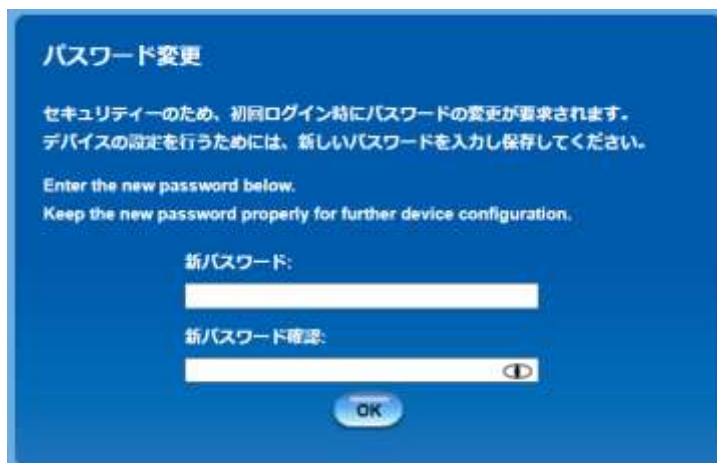 パスワード変更
セキュリティーのため、初回ログイン時にパスワードの変更が要求されます。
デバイスの設定を行うためには、新しいパスワードを入力し保存してください。
Enter the new password below.
Keep the new password properly for further device configuration.
新パスワード:
新パスワード確認:
OK